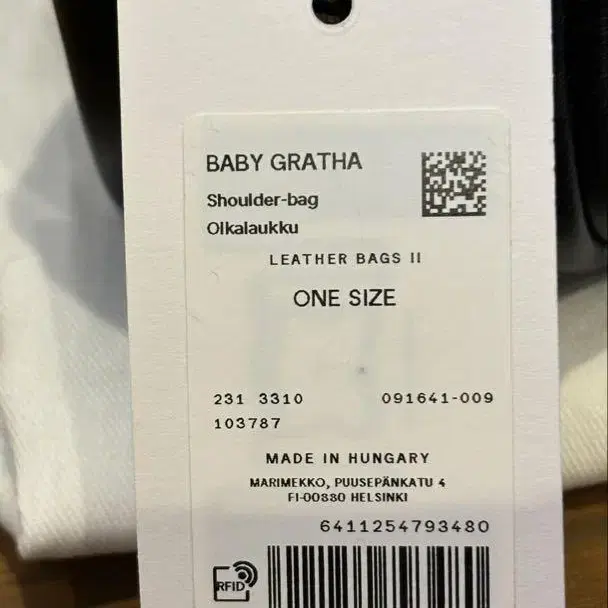 BABY GRATHA
Shoulder-bag
Olkalaukku
LEATHER BAGS II
ONE SIZE
231 3310 091641-009
103787
MADE IN HUNGARY
MARIMEKKO, PUUSEPÄNKATU 4
FI-00880 HELSINKI
6411254793480
RFID